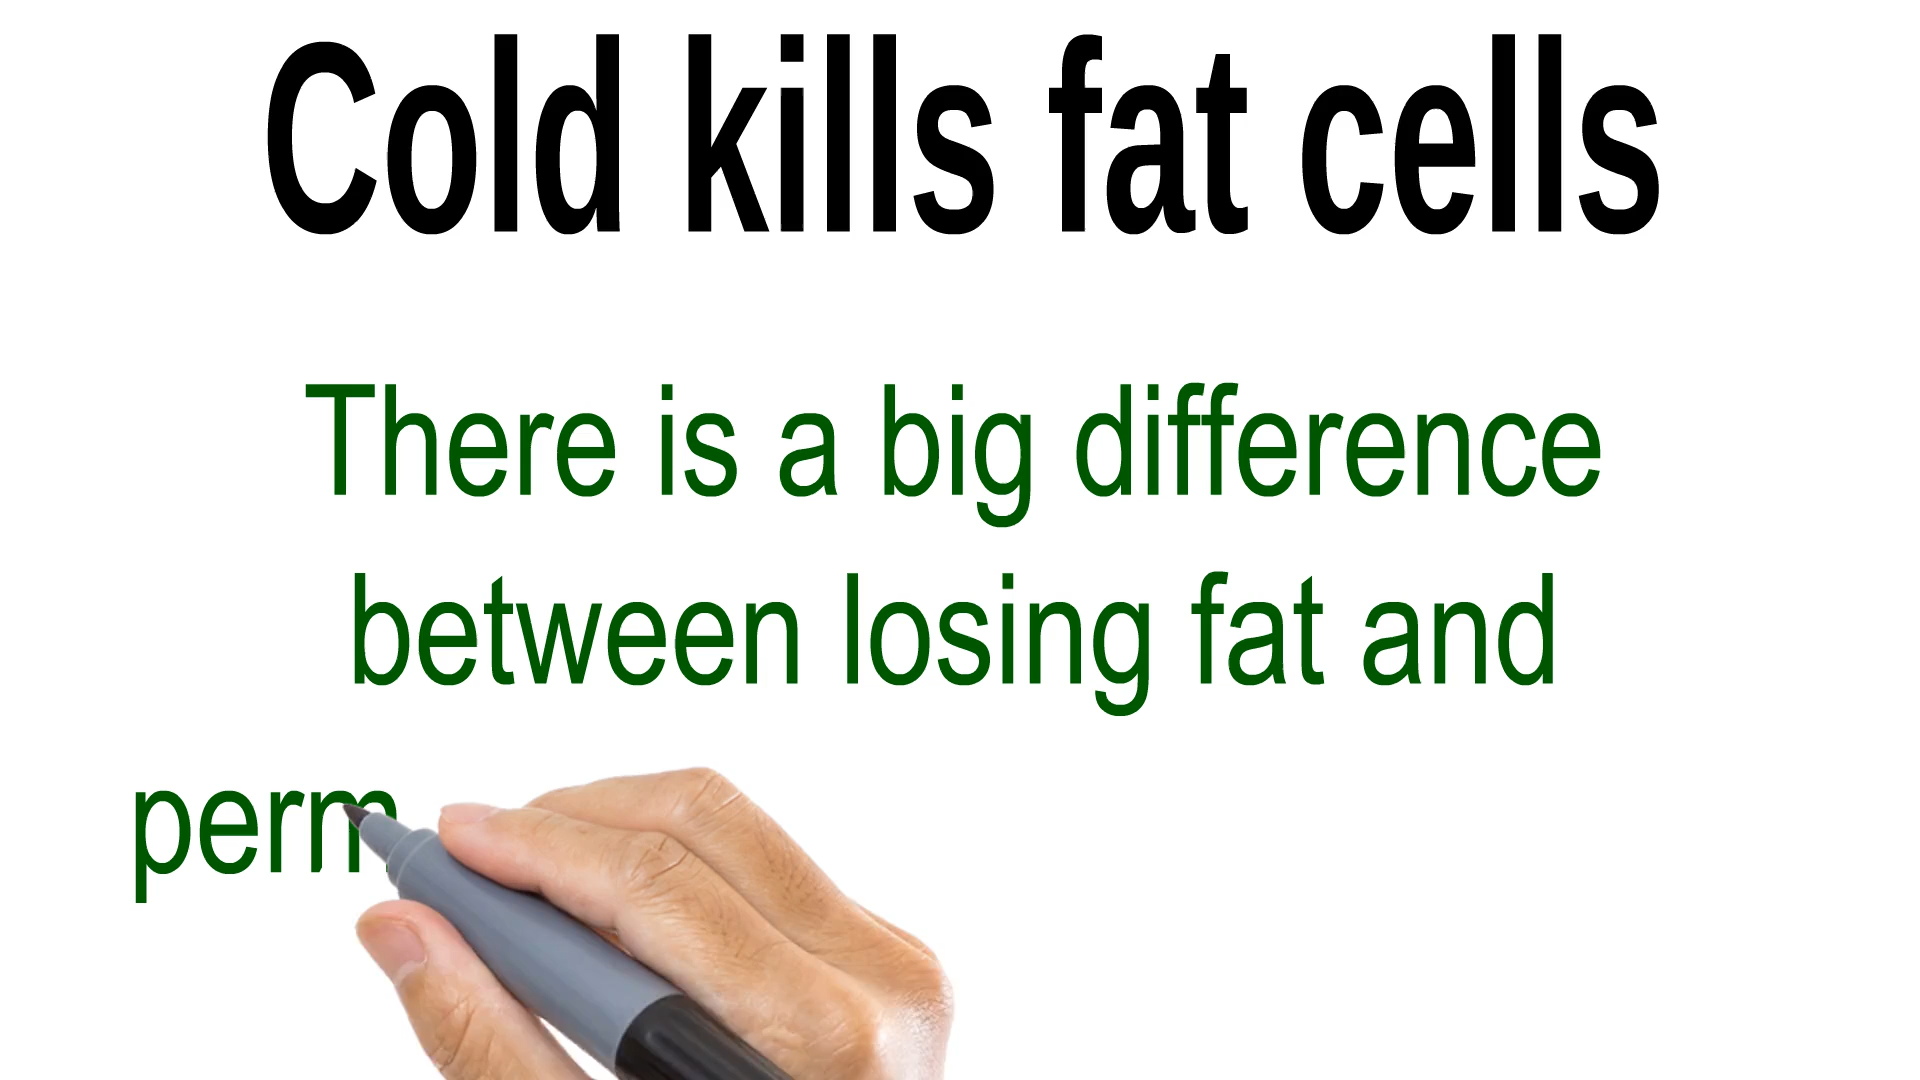 Cold kills fat cells
There is a big difference
between losing fat and
perm